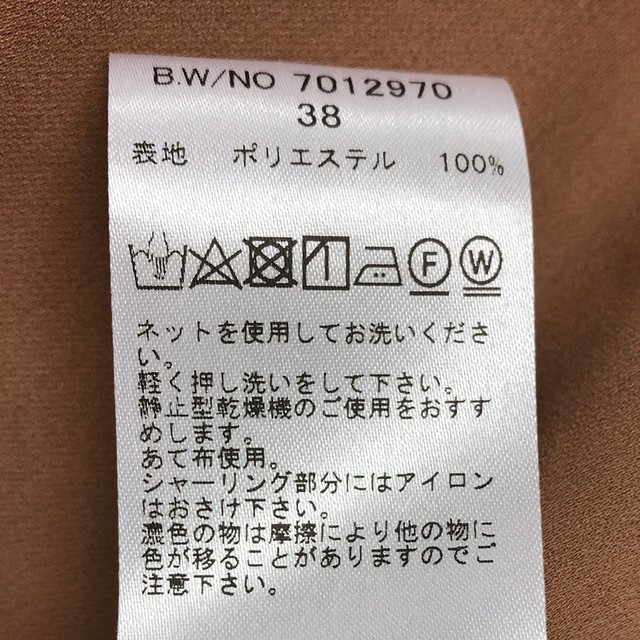 B.W/NO 7012970
38
表地 ポリエステル 100%
F W
ネットを使用してお洗いくださ
い。
軽く押し洗いをして下さい。
静止型乾燥機のご使用をおすす
めします。
あて布使用。
シャーリング部分にはアイロン
はおさけ下さい。
濃色の物は摩擦により他の物に
色が移ることがありますのでご
注意下さい。